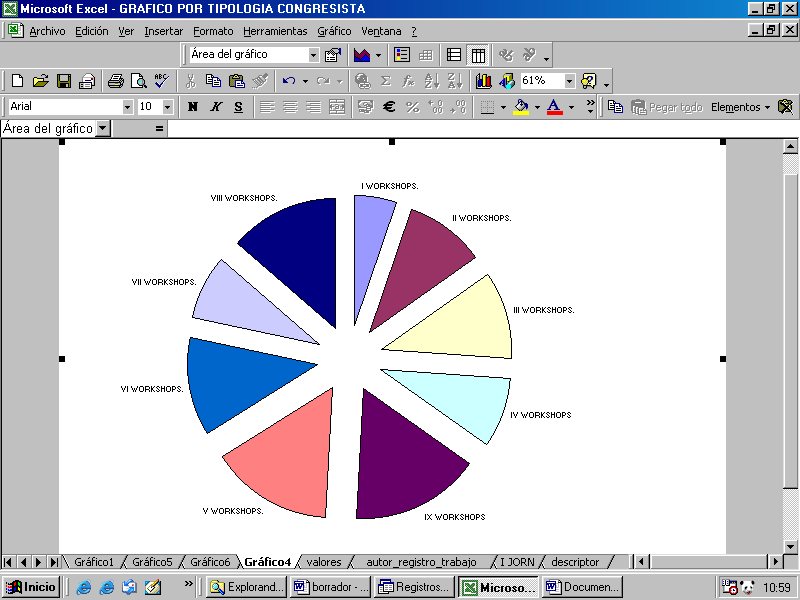 Microsoft Excel - GRAFICO POR TIPOLOGIA CONGRESISTA
Archivo Edición Ver Insertar Formato Herramientas Gráfico Ventana ?
Área del gráfico
61%
Arial 10 N K S € % Pegar todo Elementos
Área del gráfico =
I WORKSHOPS.
VIII WORKSHOPS.
II WORKSHOPS.
VII WORKSHOPS.
III WORKSHOPS.
VI WORKSHOPS.
IV WORKSHOPS
V WORKSHOPS.
IX WORKSHOPS
Gráfico1 Gráfico5 Gráfico6 Gráfico4 valores autor_registro_trabajo I JORN descriptor
Inicio Explorand... borrador - ... Registros... Microso... Documen... 10:59